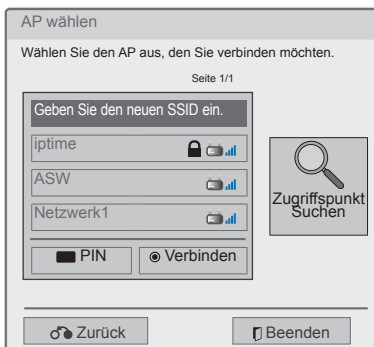 AP wählen
Wählen Sie den AP aus, den Sie verbinden möchten.
Seite 1/1
Geben Sie den neuen SSID ein.
iptime
ASW
Netzwerk1
PIN
Verbinden
Zugriffspunkt
Suchen
Zurück
Beenden